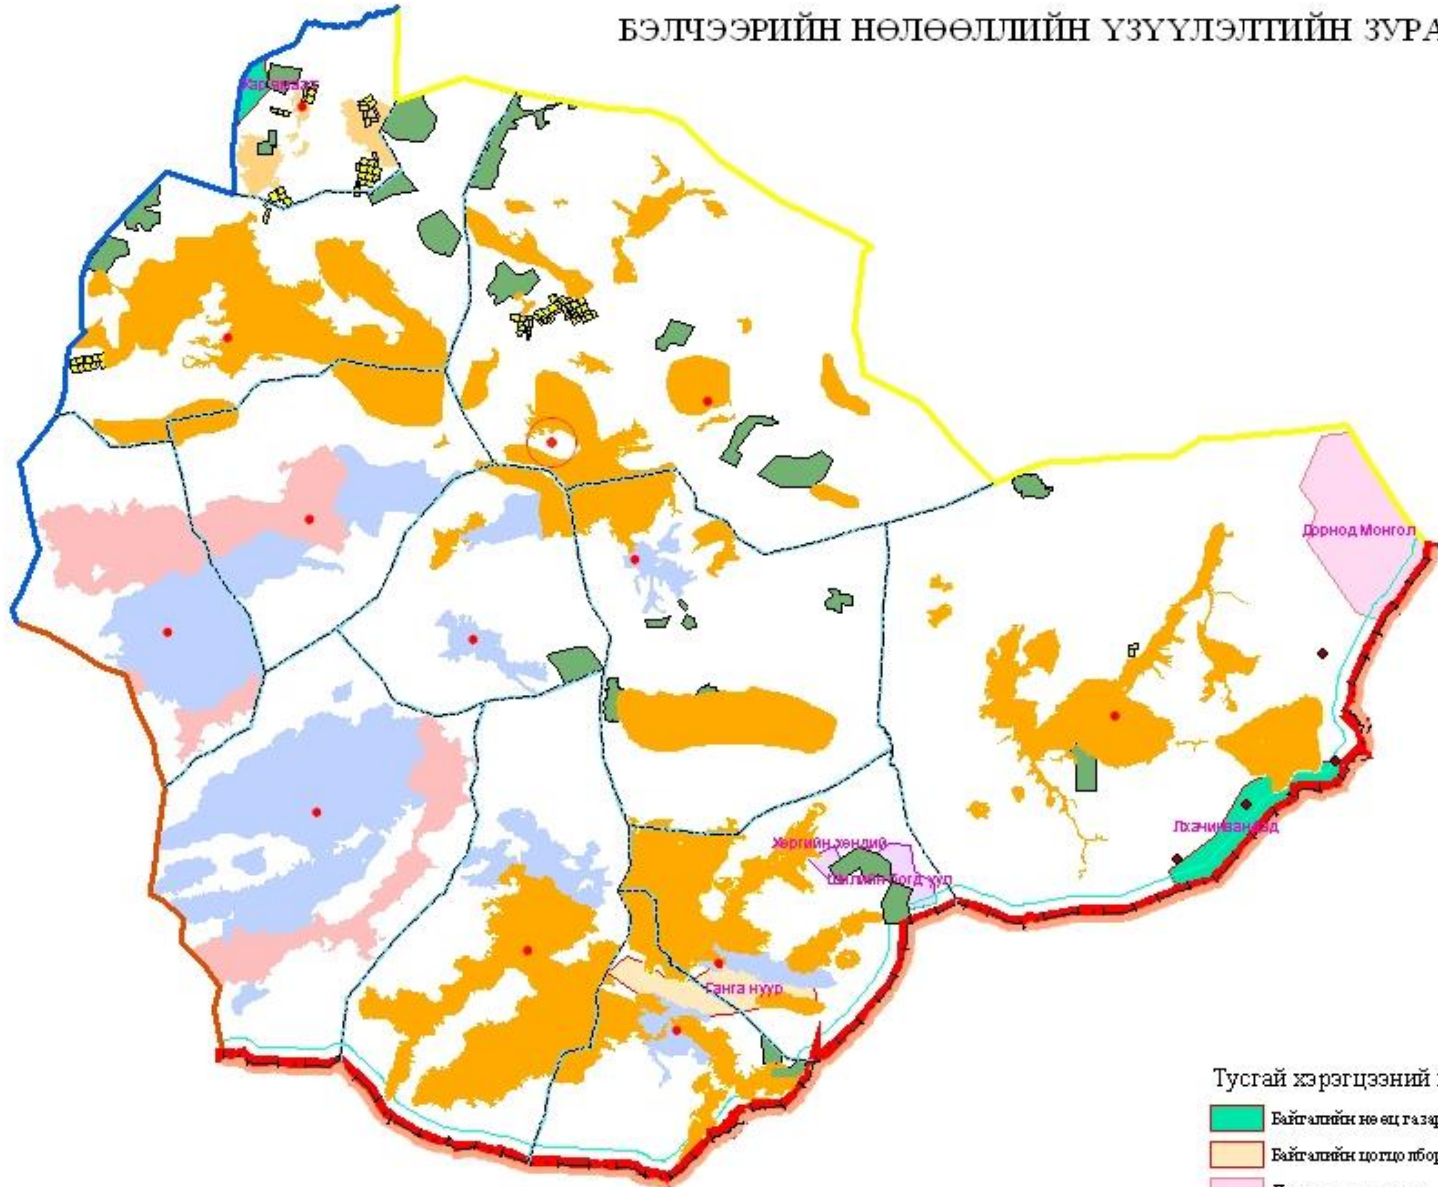 БЭЛЧЭЭРИЙН НӨЛӨӨЛЛИЙН ҮЗҮҮЛЭЛТИЙН ЗУРА
Дорнод Монгол
Лхачинвандад
Хөргийн хөндий
Шилийн богд уул
Ганга нуур
Тусгай хэрэгцээний
Байгалийн нөөц газар
Байгалийн цогцолбор